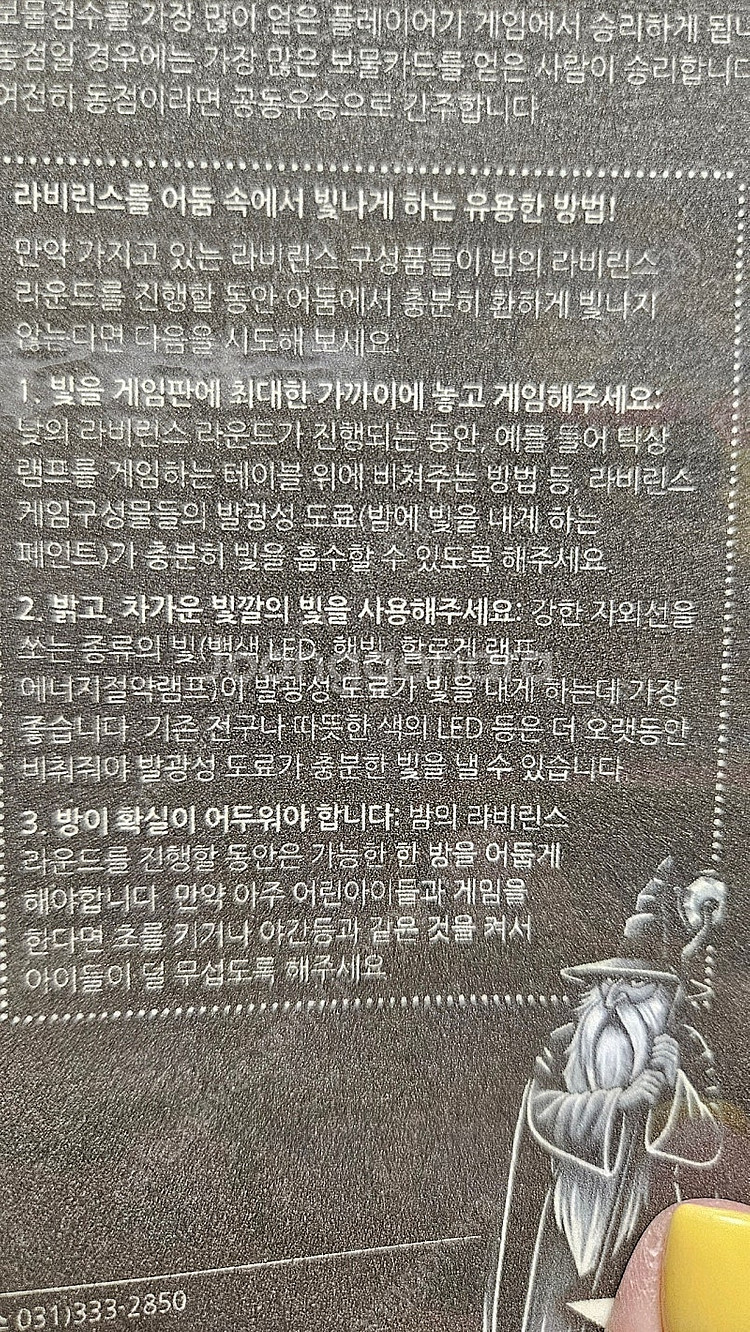 보물점수를 가장 많이 얻은 플레이어가 게임에서 승리하게 됩니
동점일 경우에는 가장 많은 보물카드를 얻은 사람이 승리합니다
여전히 동점이라면 공동우승으로 간주합니다.
라비린스를 어둠 속에서 빛나게 하는 유용한 방법!
만약 가지고 있는 라비린스 구성품들이 밤의 라비린스
라운드를 진행할 동안 어둠에서 충분히 환하게 빛나지
않는다면 다음을 시도해 보세요!
1. 빛을 게임판에 최대한 가까이에 놓고 게임해주세요:
낮의 라비린스 라운드가 진행되는 동안, 예를 들어 탁상
램프를 게임하는 테이블 위에 비쳐주는 방법 등, 라비린스
게임구성물들의 발광성 도료(밤에 빛을 내게 하는
페인트)가 충분히 빛을 흡수할 수 있도록 해주세요.
2. 밝고, 차가운 빛깔의 빛을 사용해주세요: 강한 자외선을
쏘는 종류의 빛(백색 LED, 햇빛, 할로겐 램프,
에너지절약램프)이 발광성 도료가 빛을 내게 하는데 가장
좋습니다. 기존 전구나 따뜻한 색의 LED 등은 더 오랫동안
비춰줘야 발광성 도료가 충분한 빛을 낼 수 있습니다.
3. 방이 확실이 어두워야 합니다: 밤의 라비린스
라운드를 진행할 동안은 가능한 한 방을 어둡게
해야합니다. 만약 아주 어린아이들과 게임을
한다면 초를 키거나 야간등과 같은 것을 켜서
아이들이 덜 무섭도록 해주세요.
031)333-2850